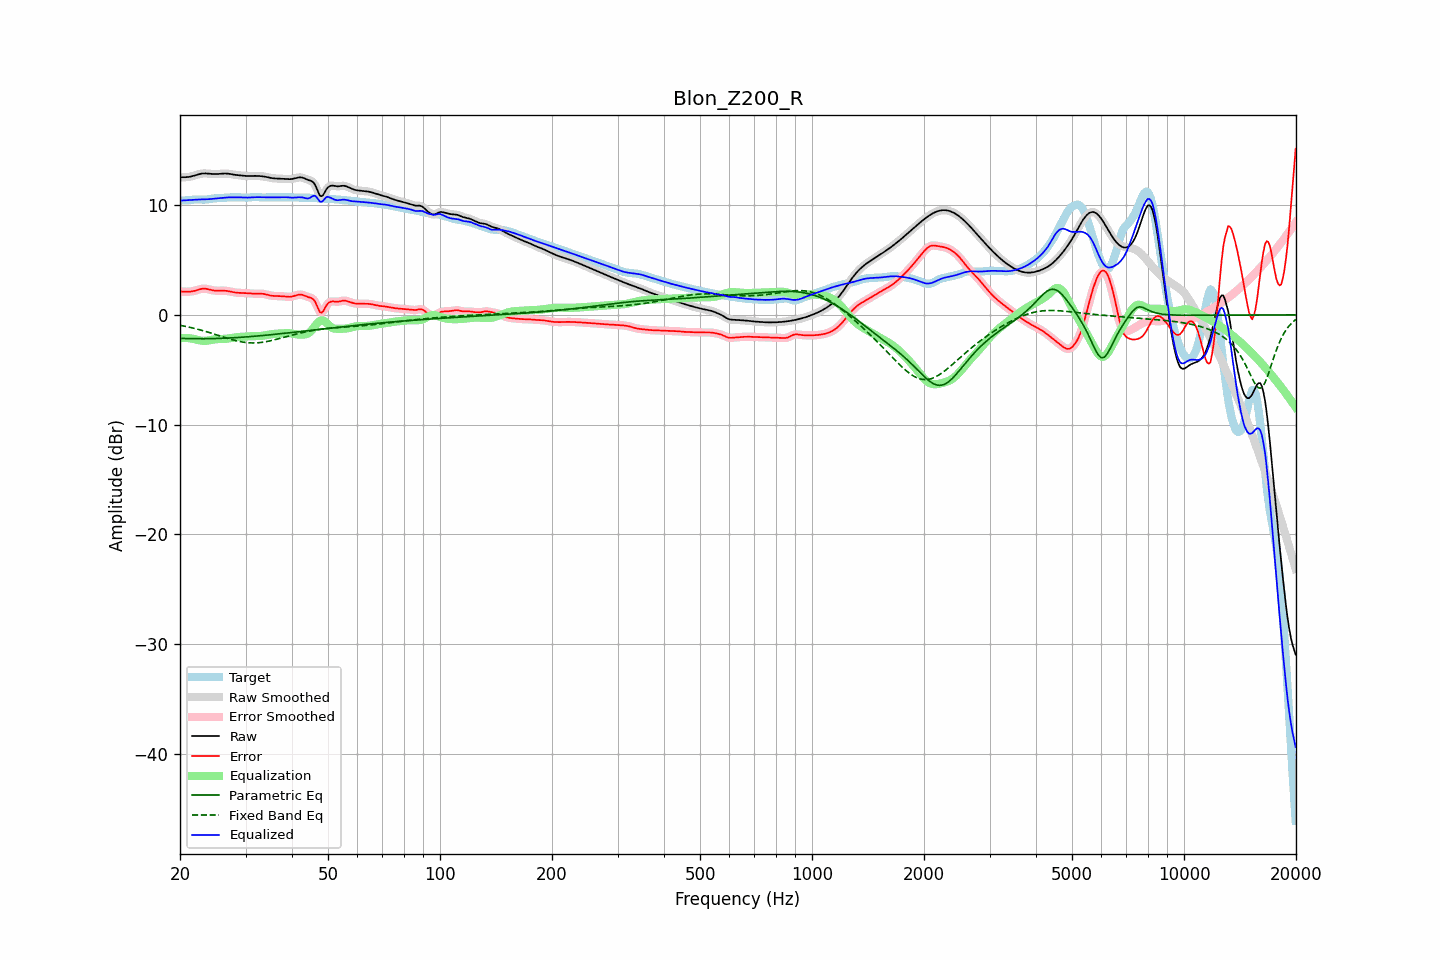 Blon_Z200_R
Amplitude (dBr)
10
0
−10
−20
−30
−40
Target
Raw Smoothed
Error Smoothed
Raw
Error
Equalization
Parametric Eq
Fixed Band Eq
Equalized
20 50 100 200 500 1000 2000 5000 10000 20000
Frequency (Hz)